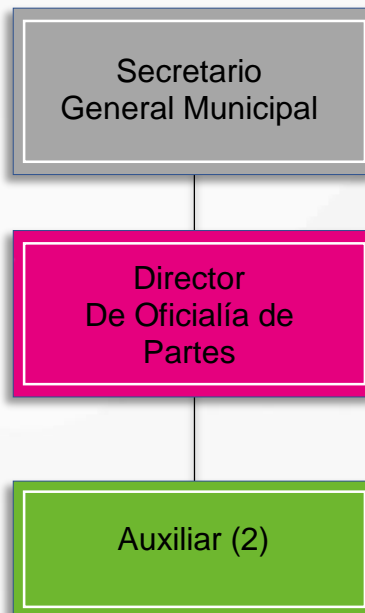 Secretario
General Municipal
Director
De Oficialía de
Partes
Auxiliar (2)